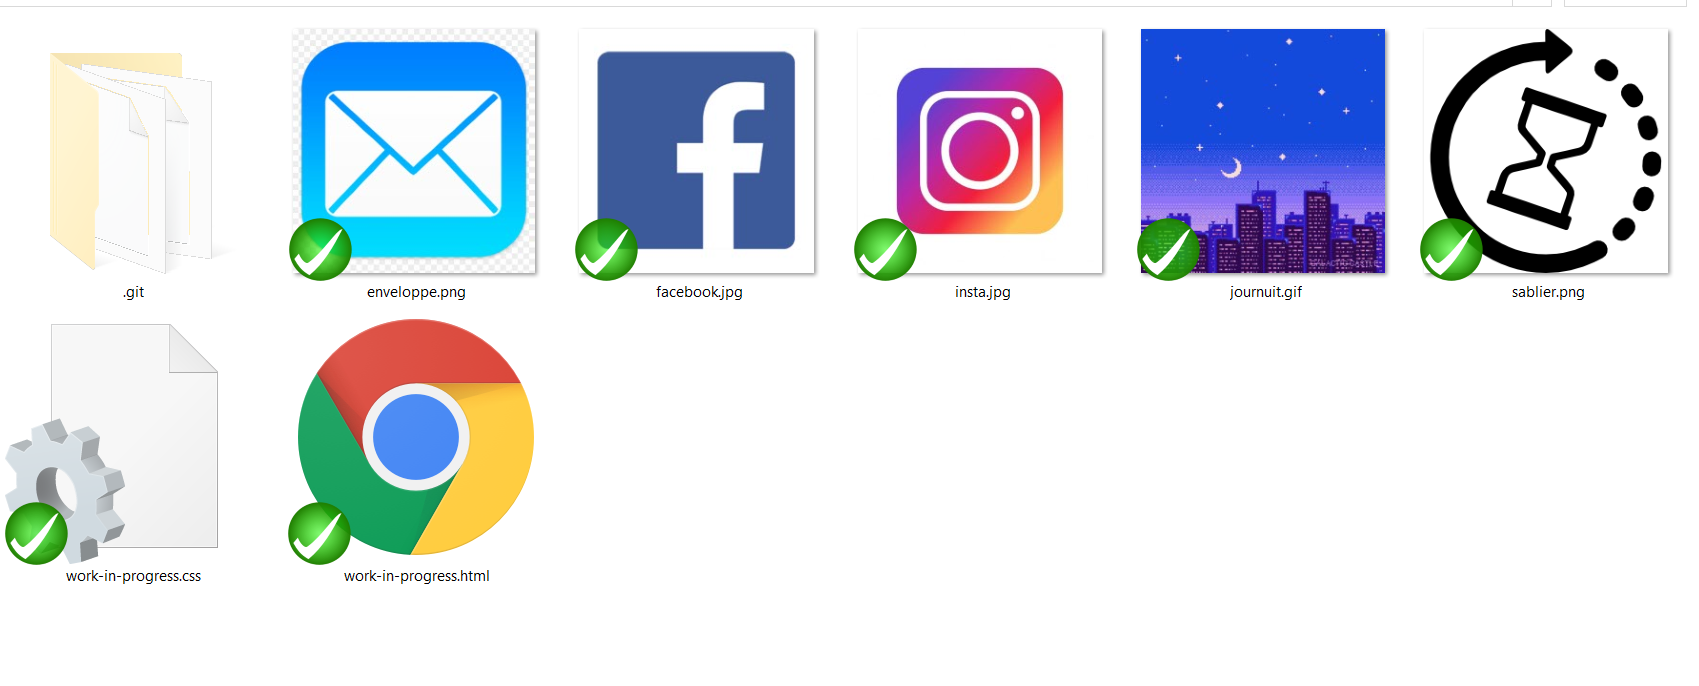 .git
enveloppe.png
facebook.jpg
insta.jpg
journuit.gif
sablier.png
work-in-progress.css
work-in-progress.html